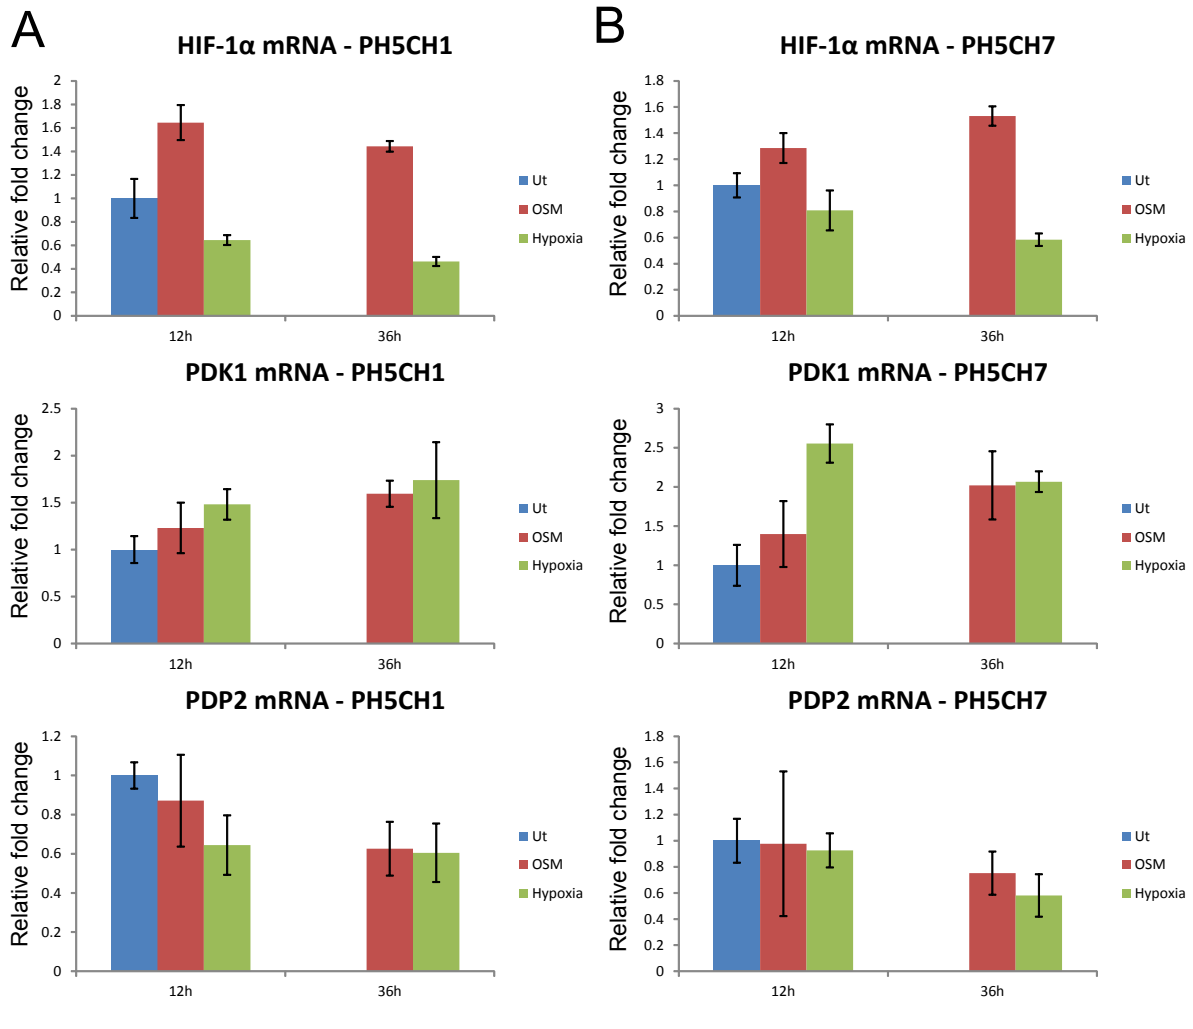 A
HIF-1α mRNA - PH5CH1
Relative fold change
2
1.8
1.6
1.4
1.2
1
0.8
0.6
0.4
0.2
0
12h
36h
Ut
OSM
Hypoxia
PDK1 mRNA - PH5CH1
Relative fold change
2.5
2
1.5
1
0.5
0
12h
36h
Ut
OSM
Hypoxia
PDP2 mRNA - PH5CH1
Relative fold change
1.2
1
0.8
0.6
0.4
0.2
0
12h
36h
Ut
OSM
Hypoxia
B
HIF-1α mRNA - PH5CH7
Relative fold change
1.8
1.6
1.4
1.2
1
0.8
0.6
0.4
0.2
0
12h
36h
Ut
OSM
Hypoxia
PDK1 mRNA - PH5CH7
Relative fold change
3
2.5
2
1.5
1
0.5
0
12h
36h
Ut
OSM
Hypoxia
PDP2 mRNA - PH5CH7
Relative fold change
1.8
1.6
1.4
1.2
1
0.8
0.6
0.4
0.2
0
12h
36h
Ut
OSM
Hypoxia